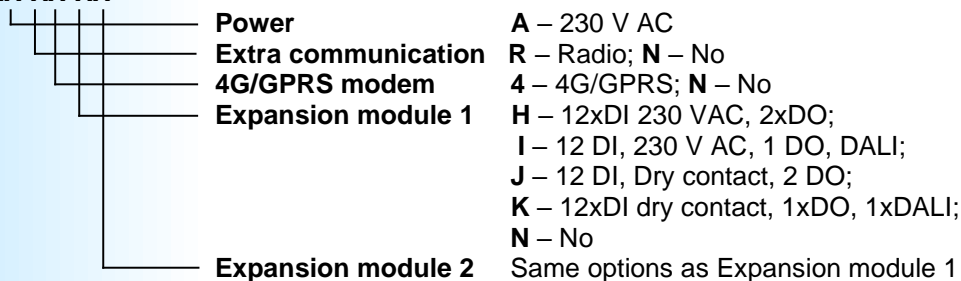 Power A – 230 V AC
Extra communication R – Radio; N – No
4G/GPRS modem 4 – 4G/GPRS; N – No
Expansion module 1 H – 12xDI 230 VAC, 2xDO;
I – 12 DI, 230 V AC, 1 DO, DALI;
J – 12 DI, Dry contact, 2 DO;
K – 12xDI dry contact, 1xDO, 1xDALI;
N – No
Expansion module 2 Same options as Expansion module 1